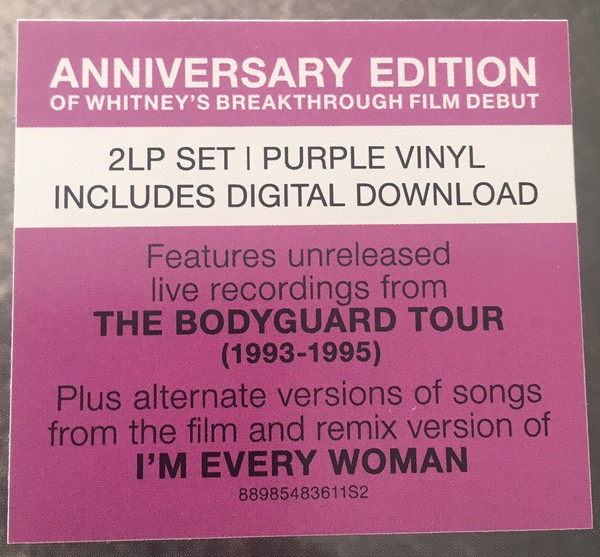 ANNIVERSARY EDITION
OF WHITNEY'S BREAKTHROUGH FILM DEBUT
2LP SET | PURPLE VINYL
INCLUDES DIGITAL DOWNLOAD
Features unreleased
live recordings from
THE BODYGUARD TOUR
(1993-1995)
Plus alternate versions of songs
from the film and remix version of
I'M EVERY WOMAN
88985483611S2